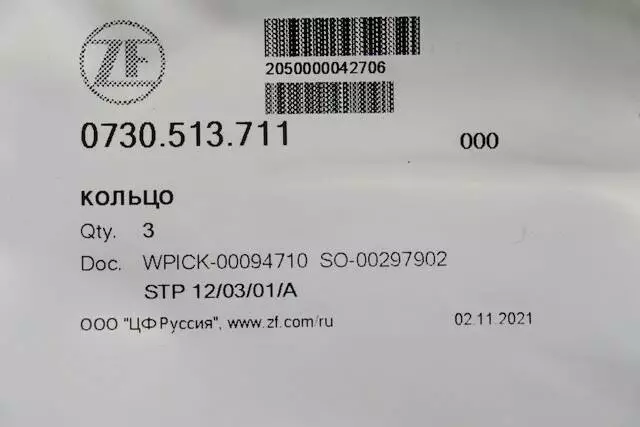 ZF
2050000042706
0730.513.711 000
кольцо
Qty. 3
Doc. WPICK-00094710 SO-00297902
STP 12/03/01/A
ООО "ЦФ Руссия", www.zf.com/ru 02.11.2021